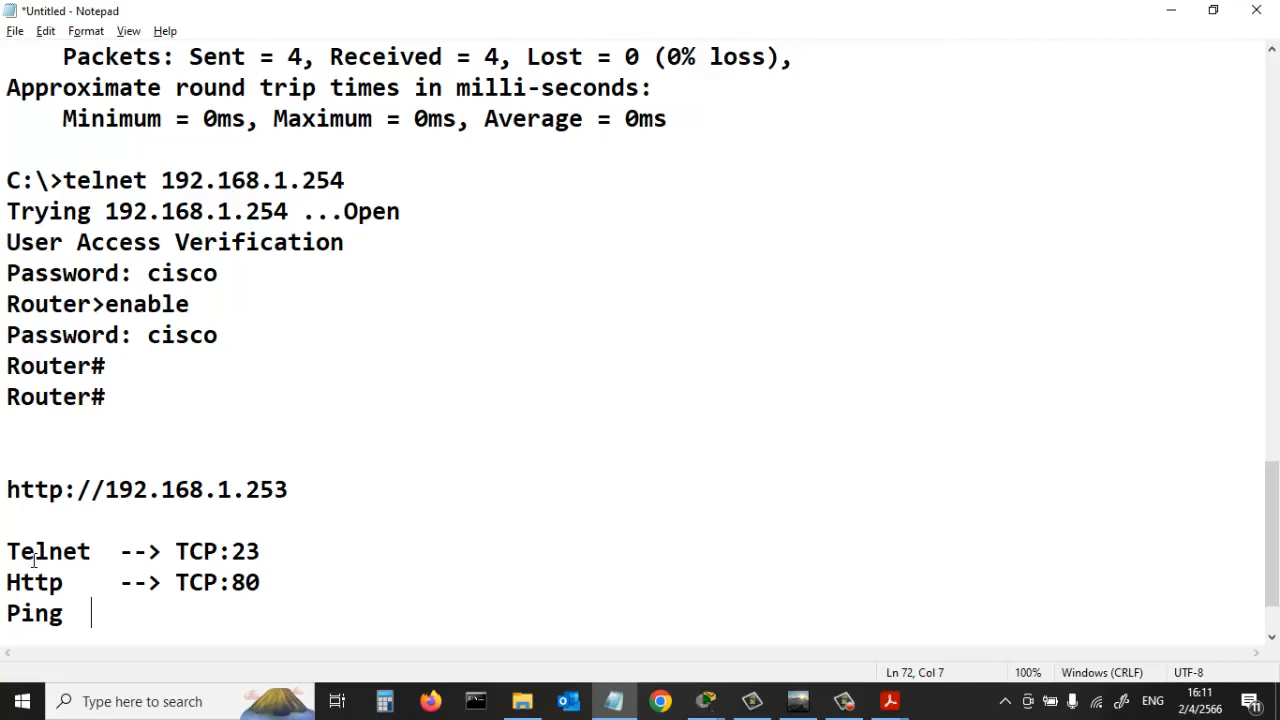 *Untitled - Notepad
File Edit Format View Help
Packets: Sent = 4, Received = 4, Lost = 0 (0% loss),
Approximate round trip times in milli-seconds:
Minimum = 0ms, Maximum = 0ms, Average = 0ms
C:\>telnet 192.168.1.254
Trying 192.168.1.254 ...Open
User Access Verification
Password: cisco
Router>enable
Password: cisco
Router#
Router#
http://192.168.1.253
Telnet --> TCP:23
Http --> TCP:80
Ping
Ln 72, Col 7 100% Windows (CRLF) UTF-8
Type here to search ENG 16:11
2/4/2566 11